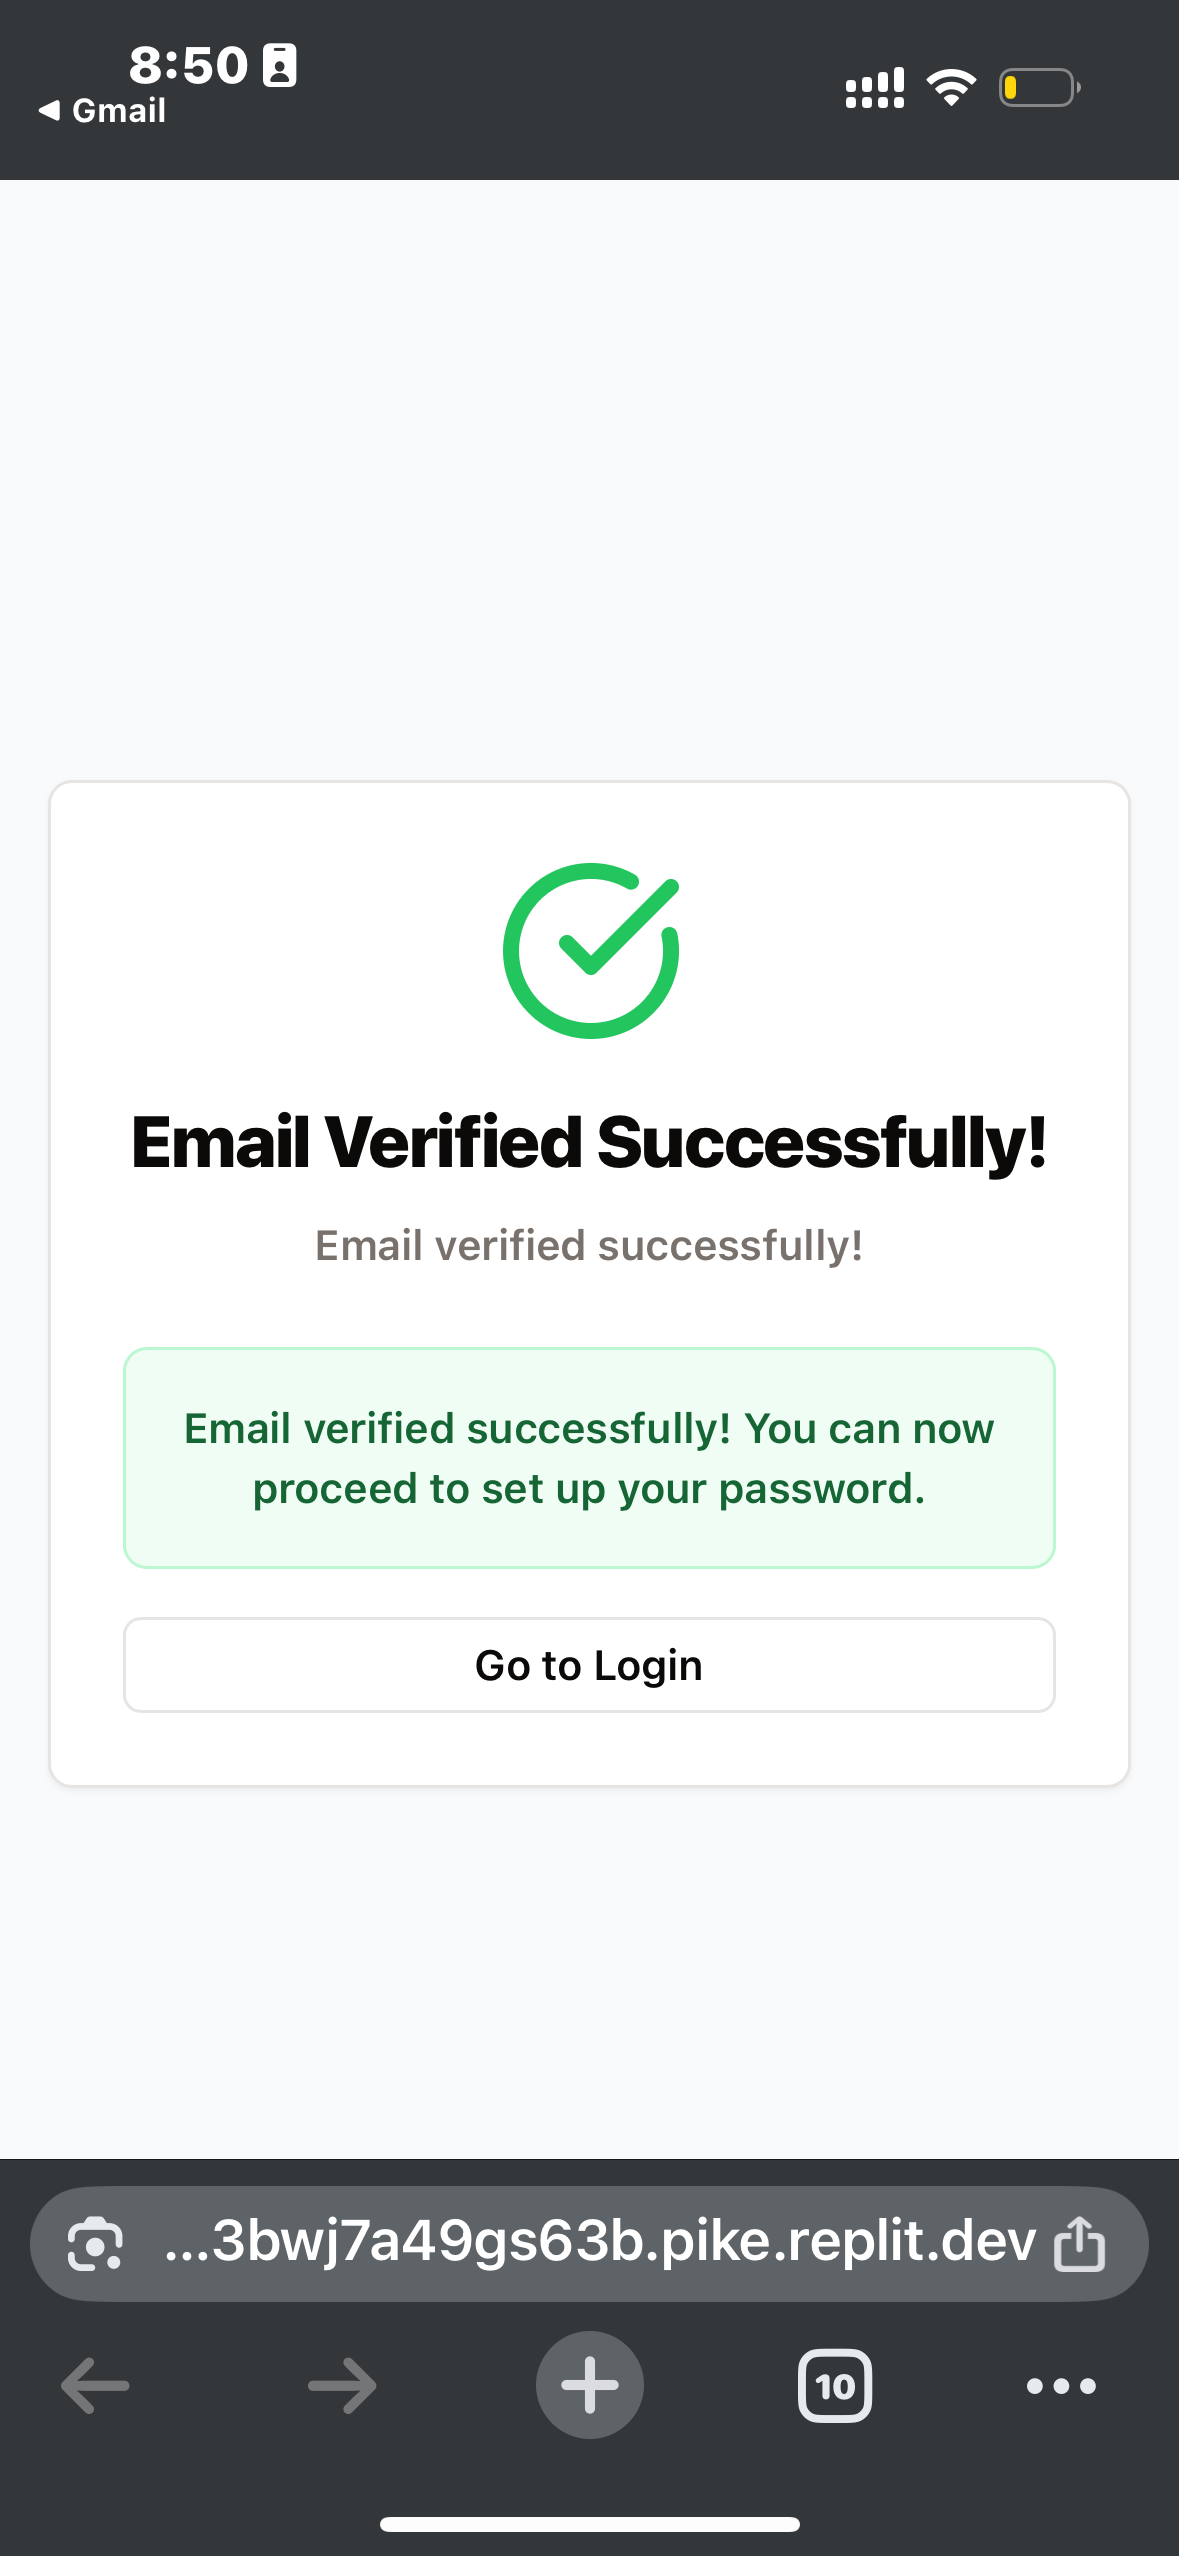 8:50
◀ Gmail
Email Verified Successfully!
Email verified successfully!
Email verified successfully! You can now
proceed to set up your password.
Go to Login
...3bwj7a49gs63b.pike.replit.dev
10